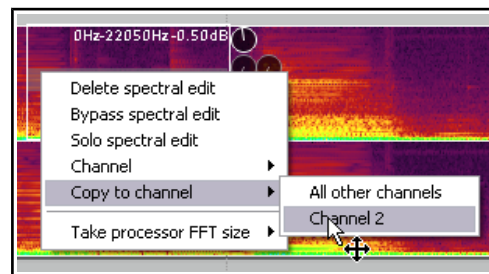 0Hz-22050Hz -0.50dB
Delete spectral edit
Bypass spectral edit
Solo spectral edit
Channel
Copy to channel
All other channels
Channel 2
Take processor FFT size